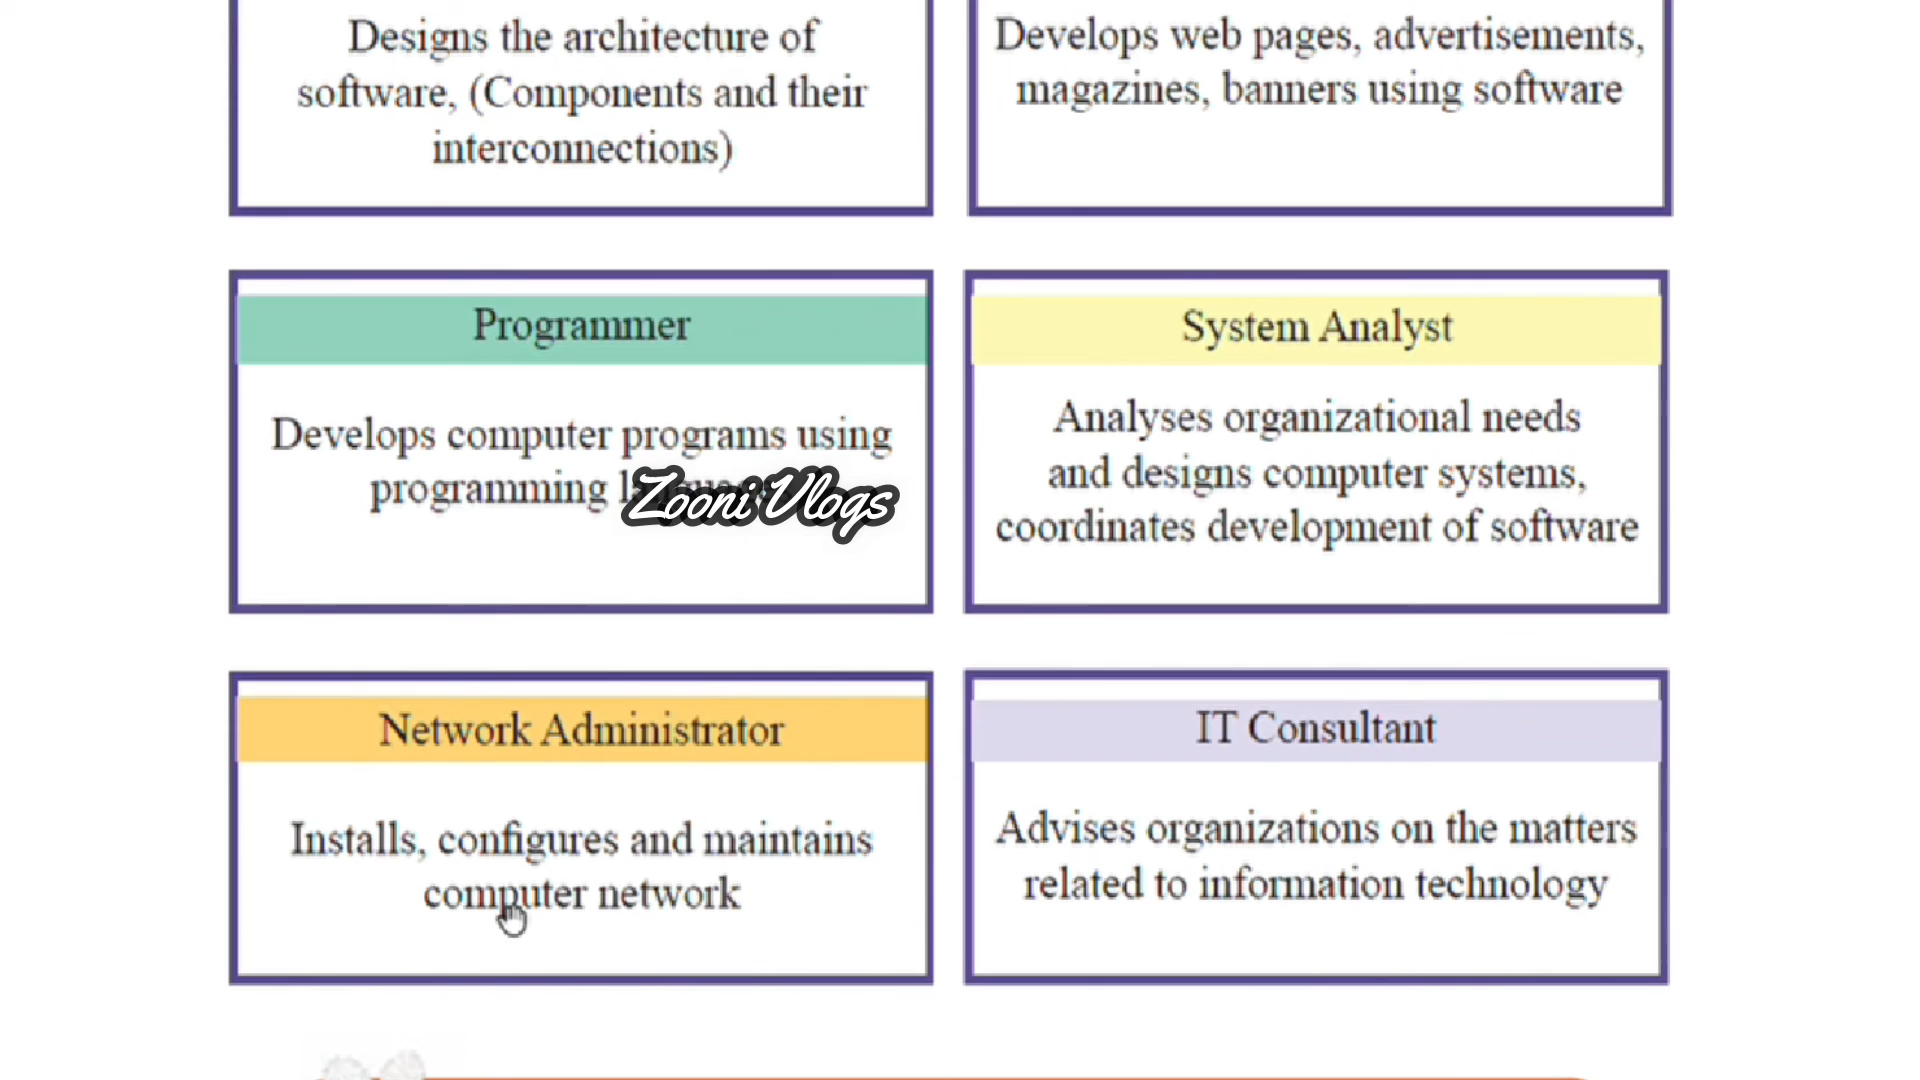 Designs the architecture of
software, (Components and their
interconnections)
Develops web pages, advertisements,
magazines, banners using software
Programmer
Develops computer programs using
programming
Zooni Vlogs
System Analyst
Analyses organizational needs
and designs computer systems,
coordinates development of software
Network Administrator
Installs, configures and maintains
computer network
IT Consultant
Advises organizations on the matters
related to information technology